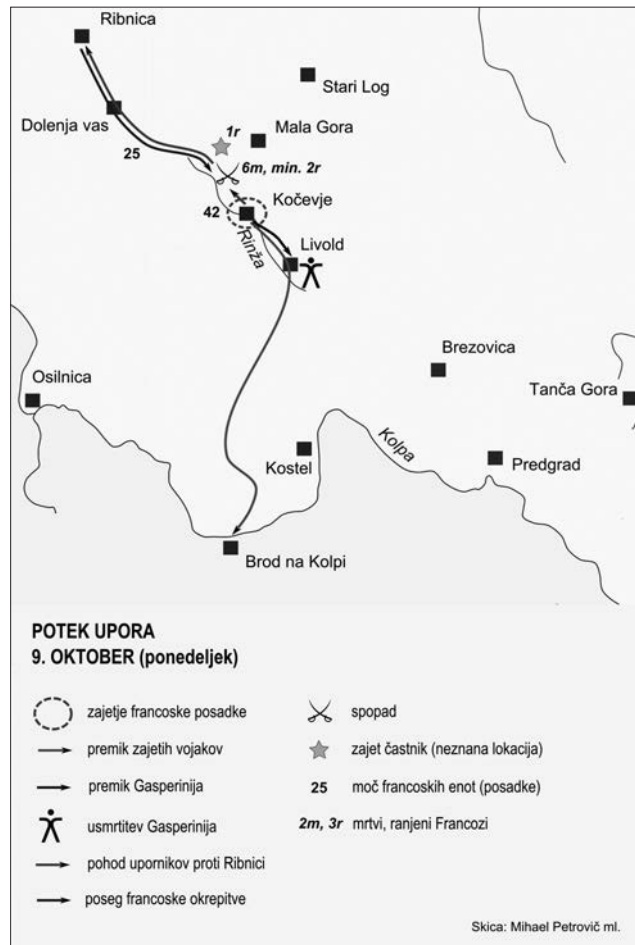 Ribnica
Stari Log
Dolenja vas
1r
Mala Gora
25
6m, min. 2r
Kočevje
42
Rinža
Livold
Brezovica
Osilnica
Tanča Gora
Kolpa
Kostel
Predgrad
Brod na Kolpi
POTEK UPORA
9. OKTOBER (ponedeljek)
zajetje francoske posadke
premik zajetih vojakov
premik Gasperinija
usmrtitev Gasperinija
pohod upornikov proti Ribnici
poseg francoske okrepitve
spopad
zajet častnik (neznana lokacija)
25 moč francoskih enot (posadke)
2m, 3r mrtvi, ranjeni Francozi
Skica: Mihael Petrovič ml.